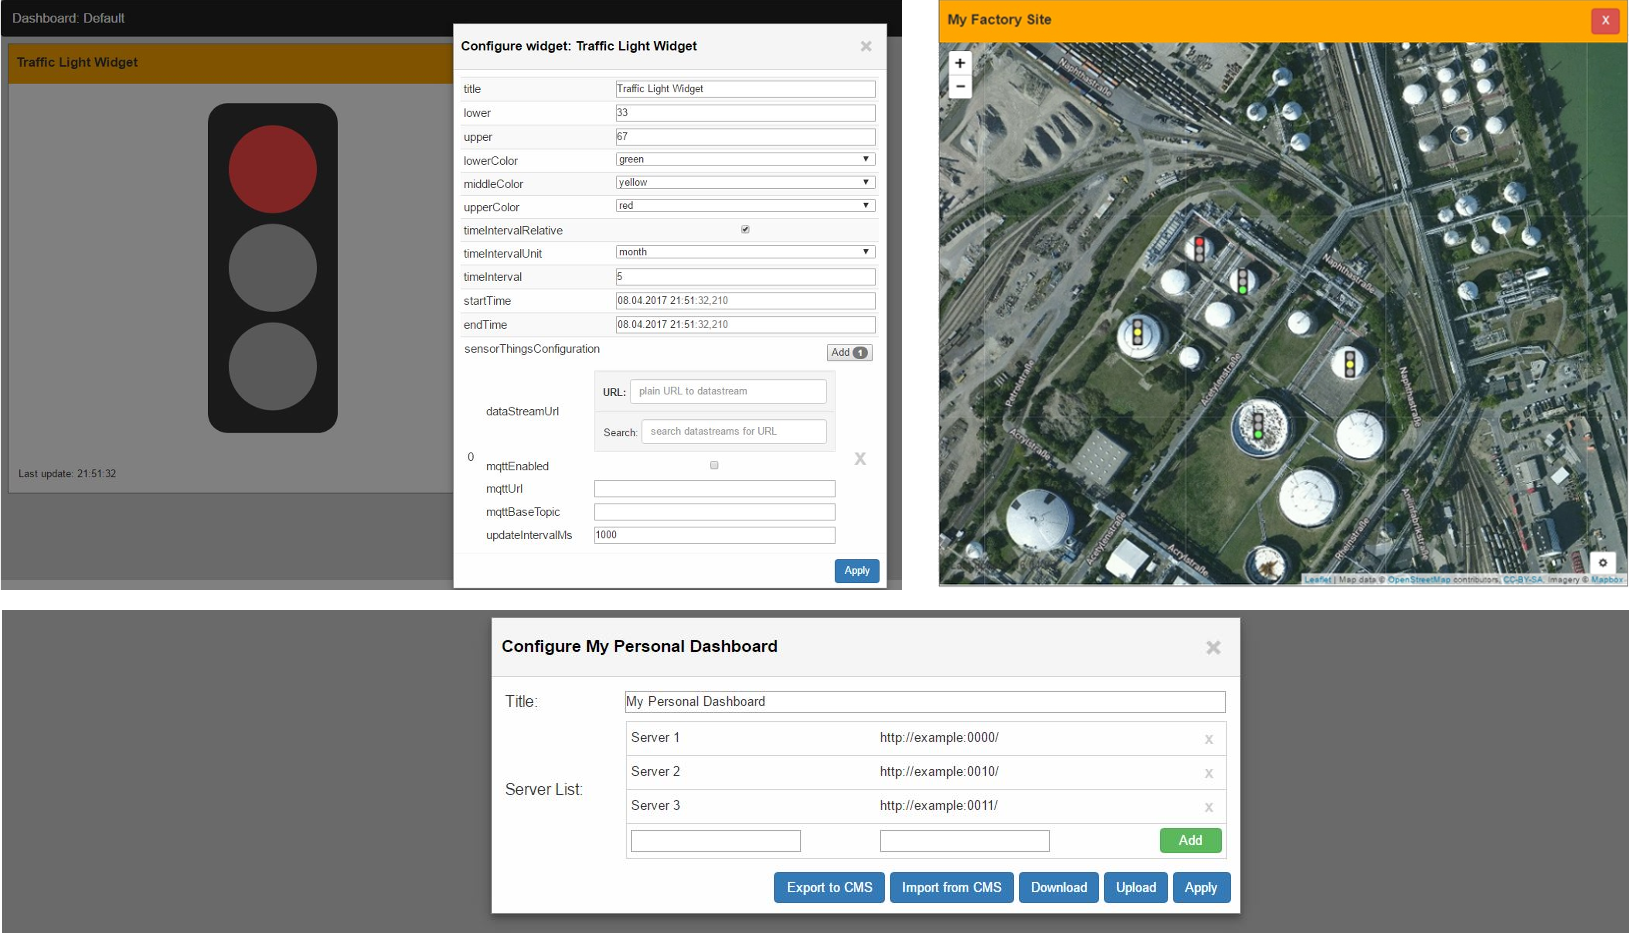 Dashboard: Default
Traffic Light Widget
Last update: 21:51:32
Configure widget: Traffic Light Widget ×
title Traffic Light Widget
lower 33
upper 67
lowerColor green
middleColor yellow
upperColor red
timeIntervalRelative
timeIntervalUnit month
timeInterval 5
startTime 08.04.2017 21:51:32,210
endTime 08.04.2017 21:51:32,210
sensorThingsConfiguration Add 1
URL: plain URL to datastream
dataStreamUrl
Search: search datastreams for URL
0 X
mqttEnabled
mqttUrl
mqttBaseTopic
updateIntervalMs 1000
Apply
My Factory Site X
+
−
Naphthastraße
Naphthastraße
Naphthastraße
Petrolstraße
Acetylenstraße
Acrylstraße
Acetylenstraße
Acrylstraße
Rheinstraße
Anilinfabrikstraße
Leaflet | Map data © OpenStreetMap contributors, CC-BY-SA, Imagery © Mapbox
Configure My Personal Dashboard ×
Title: My Personal Dashboard
Server List:
Server 1 http://example:0000/ x
Server 2 http://example:0010/ x
Server 3 http://example:0011/ x
Add
Export to CMS Import from CMS Download Upload Apply